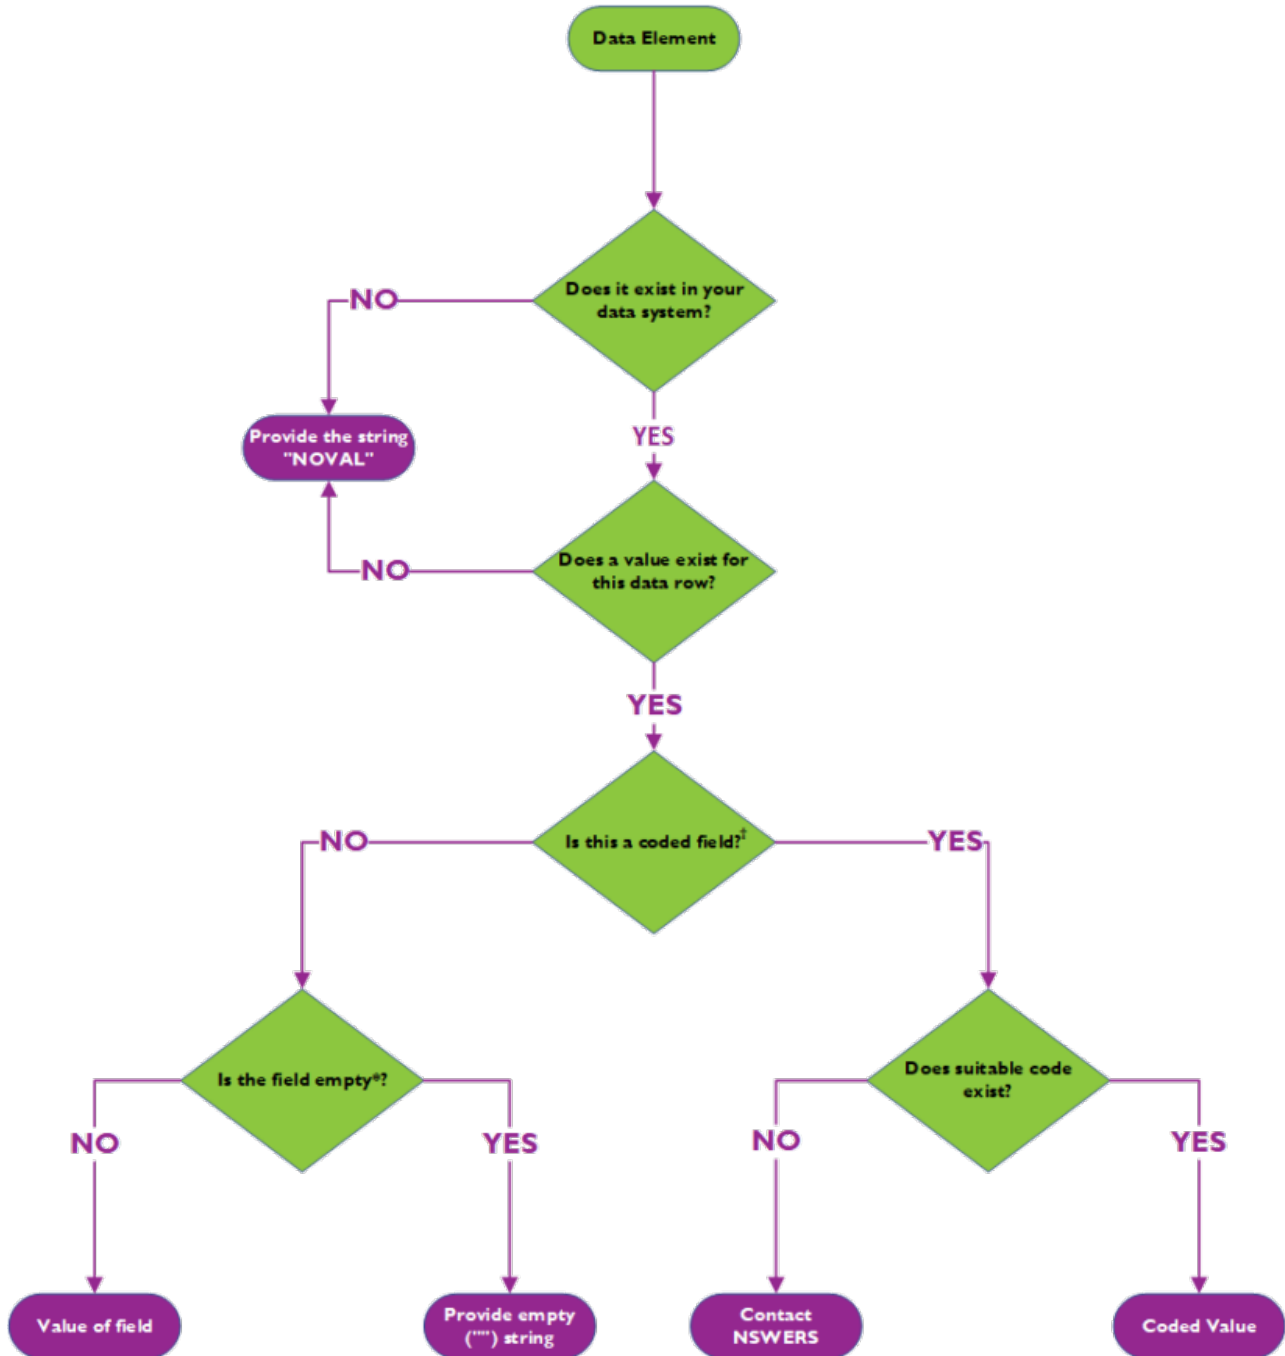 Data Element
Does it exist in your
data system?
NO
YES
Provide the string
"NOVAL"
Does a value exist for
this data row?
NO
YES
Is this a coded field?‡
NO
YES
Is the field empty*?
Does suitable code
exist?
NO
YES
NO
YES
Value of field
Provide empty
("") string
Contact
NSWERS
Coded Value